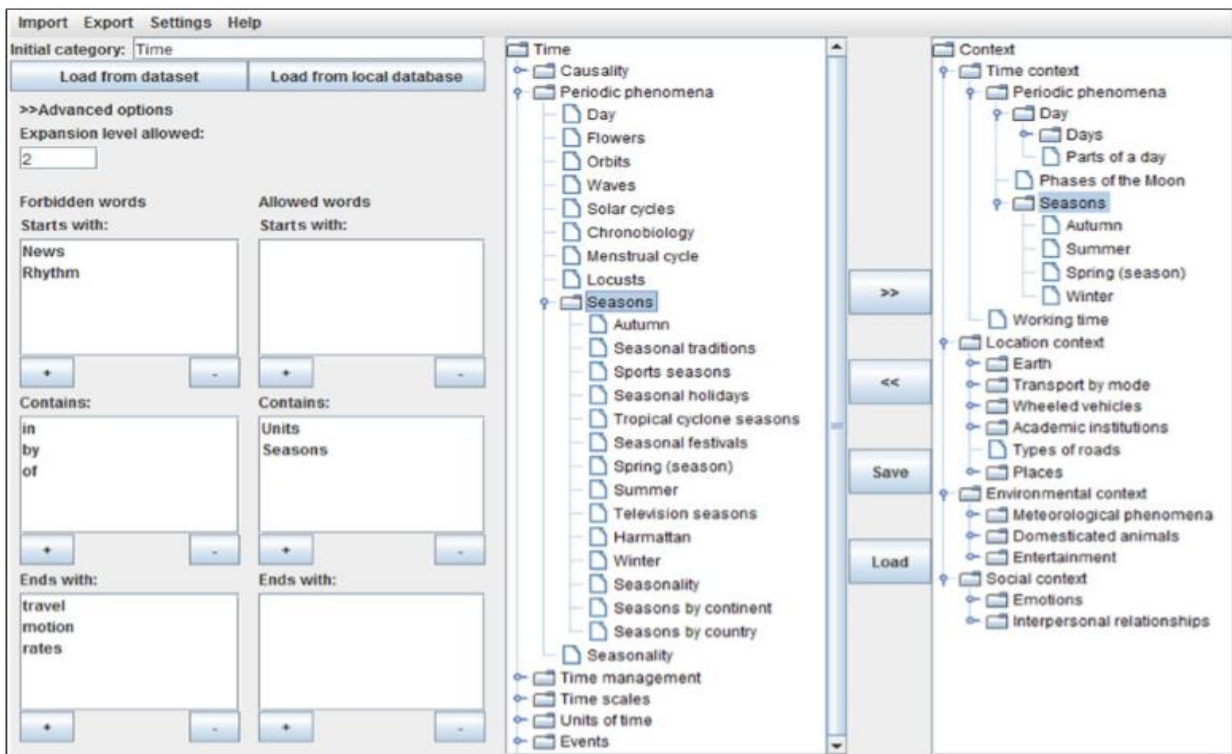 Import Export Settings Help
Initial category: Time
Load from dataset Load from local database
>>Advanced options
Expansion level allowed:
2
Forbidden words Allowed words
Starts with: Starts with:
News
Rhythm
+ - + -
Contains: Contains:
in Units
by Seasons
of
+ - + -
Ends with: Ends with:
travel
motion
rates
+ - + -
Time
Causality
Periodic phenomena
Day
Flowers
Orbits
Waves
Solar cycles
Chronobiology
Menstrual cycle
Locusts
Seasons
Autumn
Seasonal traditions
Sports seasons
Seasonal holidays
Tropical cyclone seasons
Seasonal festivals
Spring (season)
Summer
Television seasons
Harmattan
Winter
Seasonality
Seasons by continent
Seasons by country
Seasonality
Time management
Time scales
Units of time
Events
>>
<<
Save
Load
Context
Time context
Periodic phenomena
Day
Days
Parts of a day
Phases of the Moon
Seasons
Autumn
Summer
Spring (season)
Winter
Working time
Location context
Earth
Transport by mode
Wheeled vehicles
Academic institutions
Types of roads
Places
Environmental context
Meteorological phenomena
Domesticated animals
Entertainment
Social context
Emotions
Interpersonal relationships